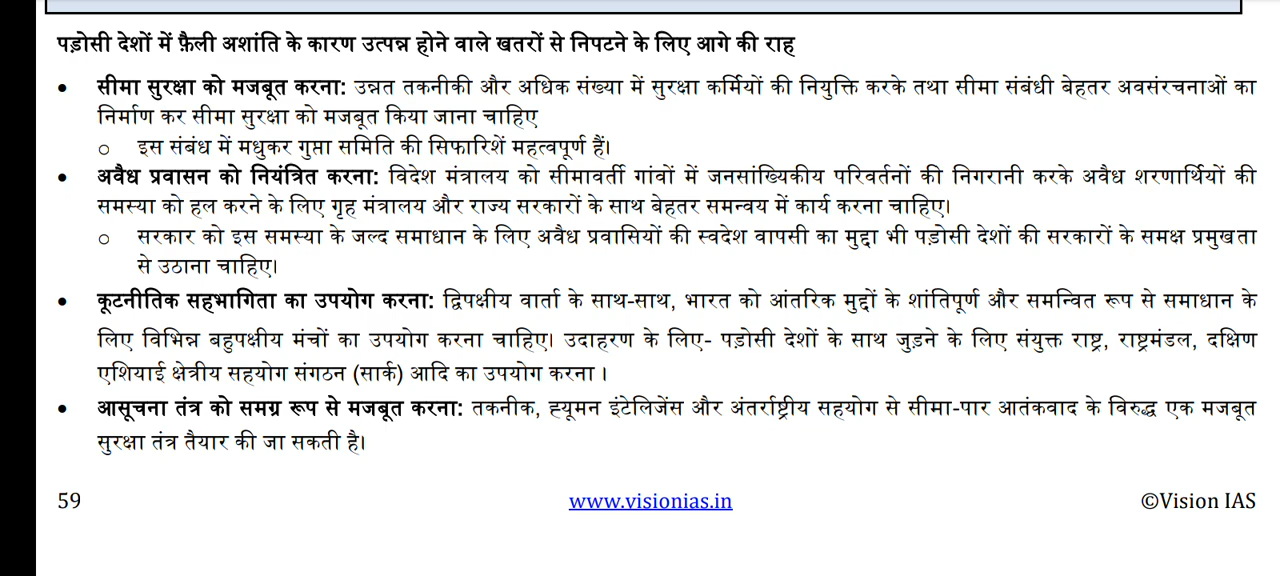 पड़ोसी देशों में फ़ैली अशांति के कारण उत्पन्न होने वाले खतरों से निपटने के लिए आगे की राह
• सीमा सुरक्षा को मजबूत करना: उन्नत तकनीकी और अधिक संख्या में सुरक्षा कर्मियों की नियुक्ति करके तथा सीमा संबंधी बेहतर अवसंरचनाओं का
निर्माण कर सीमा सुरक्षा को मजबूत किया जाना चाहिए
o इस संबंध में मधुकर गुप्ता समिति की सिफारिशें महत्वपूर्ण हैं।
• अवैध प्रवासन को नियंत्रित करना: विदेश मंत्रालय को सीमावर्ती गांवों में जनसांख्यिकीय परिवर्तनों की निगरानी करके अवैध शरणार्थियों की
समस्या को हल करने के लिए गृह मंत्रालय और राज्य सरकारों के साथ बेहतर समन्वय में कार्य करना चाहिए।
o सरकार को इस समस्या के जल्द समाधान के लिए अवैध प्रवासियों की स्वदेश वापसी का मुद्दा भी पड़ोसी देशों की सरकारों के समक्ष प्रमुखता
से उठाना चाहिए।
• कूटनीतिक सहभागिता का उपयोग करना: द्विपक्षीय वार्ता के साथ-साथ, भारत को आंतरिक मुद्दों के शांतिपूर्ण और समन्वित रूप से समाधान के
लिए विभिन्न बहुपक्षीय मंचों का उपयोग करना चाहिए। उदाहरण के लिए- पड़ोसी देशों के साथ जुड़ने के लिए संयुक्त राष्ट्र, राष्ट्रमंडल, दक्षिण
एशियाई क्षेत्रीय सहयोग संगठन (सार्क) आदि का उपयोग करना ।
• आसूचना तंत्र को समग्र रूप से मजबूत करना: तकनीक, ह्यूमन इंटेलिजेंस और अंतर्राष्ट्रीय सहयोग से सीमा-पार आतंकवाद के विरुद्ध एक मजबूत
सुरक्षा तंत्र तैयार की जा सकती है।
59 www.visionias.in ©Vision IAS